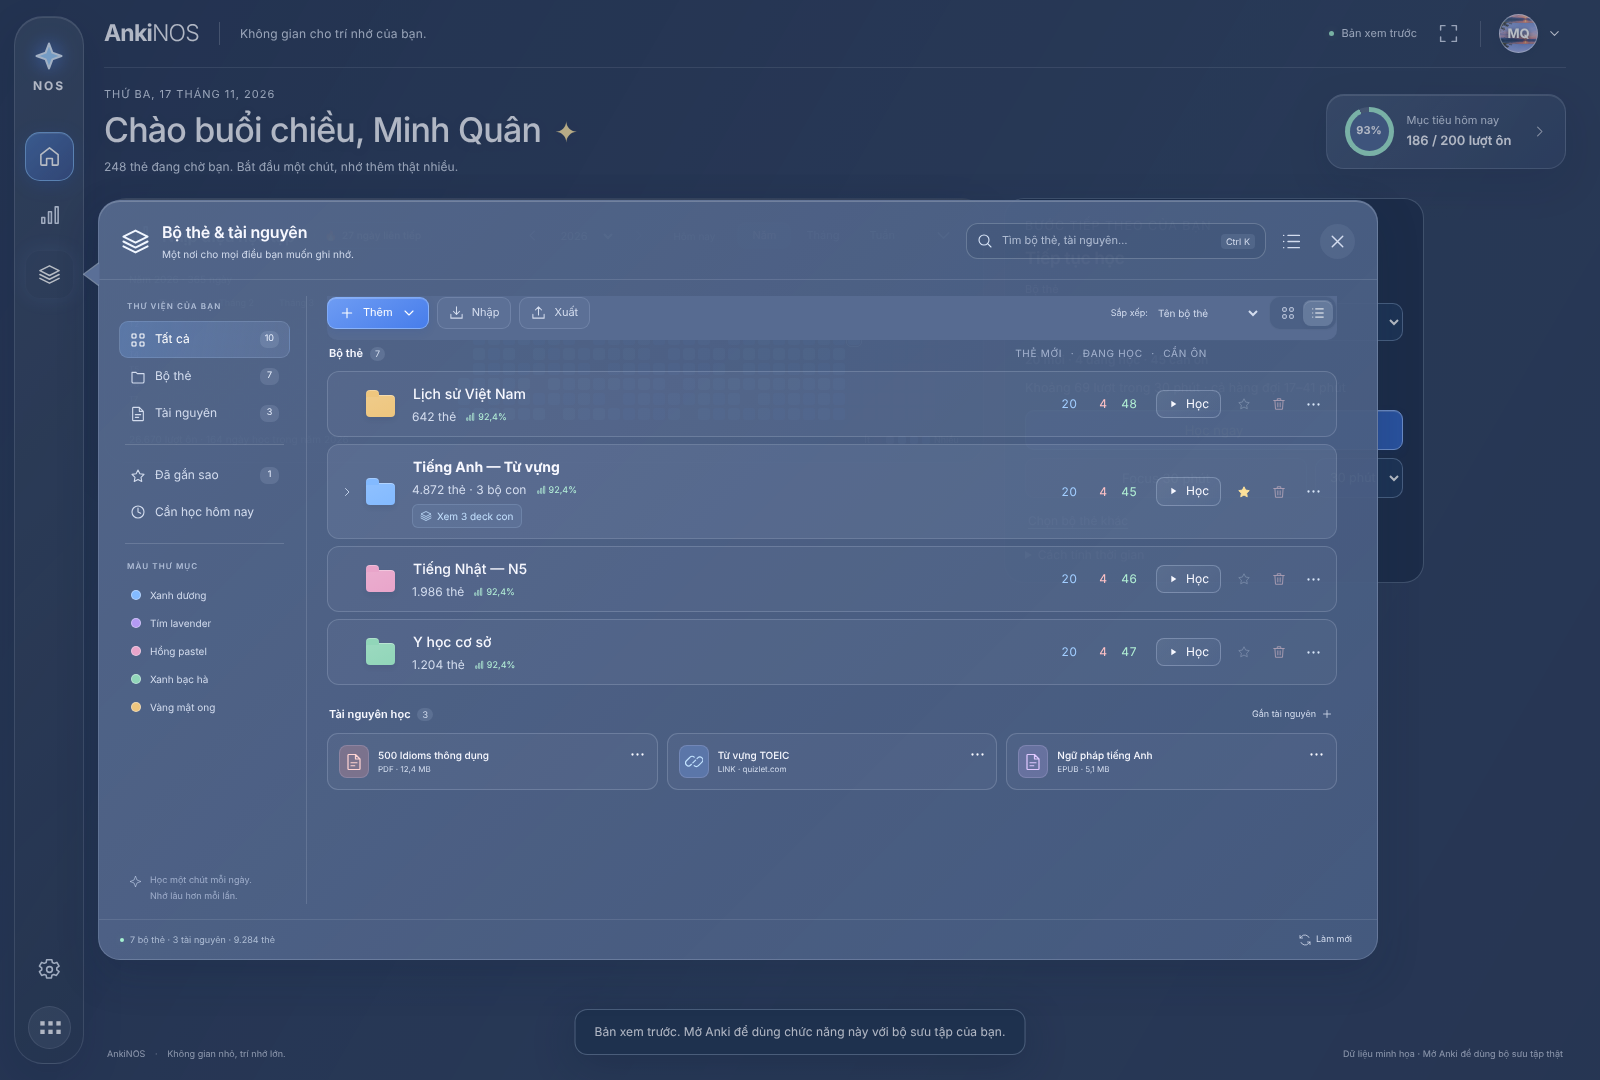 AnkiNOS
Không gian cho trí nhớ của bạn.
Bản xem trước
MQ
NOS
THỨ BA, 17 THÁNG 11, 2026
Chào buổi chiều, Minh Quân
248 thẻ đang chờ bạn. Bắt đầu một chút, nhớ thêm thật nhiều.
93%
Mục tiêu hôm nay
186 / 200 lượt ôn
Bộ thẻ & tài nguyên
Một nơi cho mọi điều bạn muốn ghi nhớ.
Tìm bộ thẻ, tài nguyên...
Ctrl K
THƯ VIỆN CỦA BẠN
Tất cả 10
Bộ thẻ 7
Tài nguyên 3
Đã gắn sao 1
Cần học hôm nay
MÀU THƯ MỤC
Xanh dương
Tím lavender
Hồng pastel
Xanh bạc hà
Vàng mật ong
Học một chút mỗi ngày.
Nhớ lâu hơn mỗi lần.
Thêm
Nhập
Xuất
Sắp xếp: Tên bộ thẻ
Bộ thẻ 7
THẺ MỚI · ĐANG HỌC · CẦN ÔN
Lịch sử Việt Nam
642 thẻ 92,4%
20 4 48 Học
Tiếng Anh — Từ vựng
4.872 thẻ · 3 bộ con 92,4%
Xem 3 deck con
20 4 45 Học
Tiếng Nhật — N5
1.986 thẻ 92,4%
20 4 46 Học
Y học cơ sở
1.204 thẻ 92,4%
20 4 47 Học
Tài nguyên học 3
Gắn tài nguyên
500 Idioms thông dụng
PDF · 12,4 MB
Từ vựng TOEIC
LINK · quizlet.com
Ngữ pháp tiếng Anh
EPUB · 5,1 MB
7 bộ thẻ · 3 tài nguyên · 9.284 thẻ
Làm mới
Bản xem trước. Mở Anki để dùng chức năng này với bộ sưu tập của bạn.
AnkiNOS · Không gian nhỏ, trí nhớ lớn.
Dữ liệu minh họa · Mở Anki để dùng bộ sưu tập thật